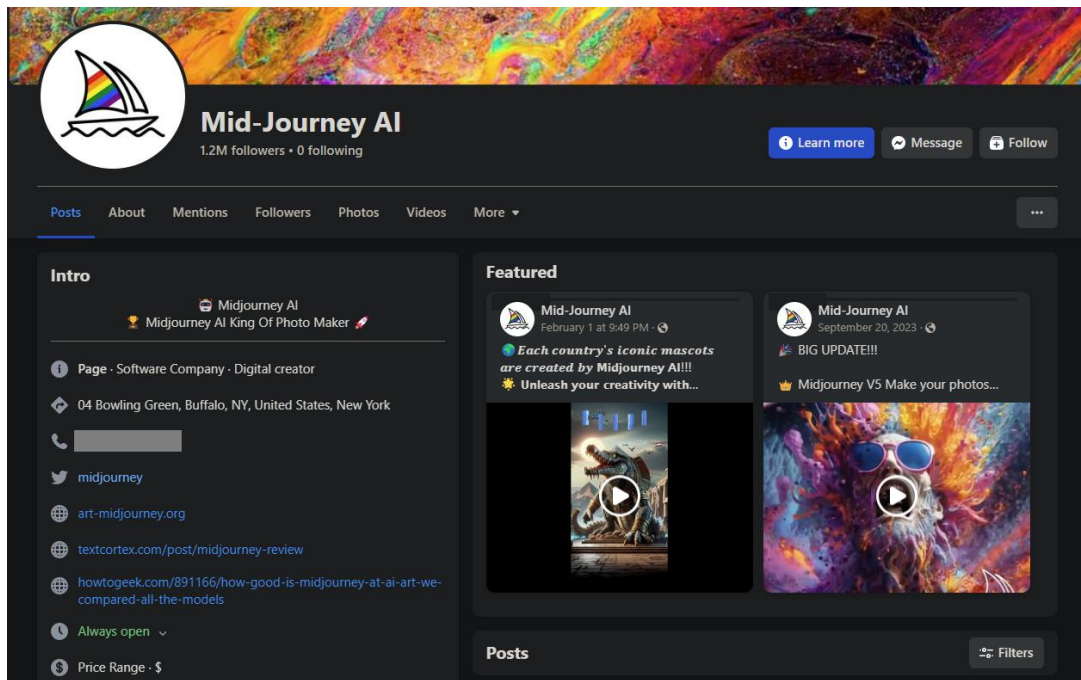 Mid-Journey AI
1.2M followers • 0 following
Learn more
Message
Follow
Posts
About
Mentions
Followers
Photos
Videos
More
Intro
🤖 Midjourney AI
🏆 Midjourney AI King Of Photo Maker 🚀
Page · Software Company · Digital creator
04 Bowling Green, Buffalo, NY, United States, New York
midjourney
art-midjourney.org
textcortex.com/post/midjourney-review
howtogeek.com/891166/how-good-is-midjourney-at-ai-art-we-
compared-all-the-models
Always open
Price Range · $
Featured
Mid-Journey AI
February 1 at 9:49 PM ·
🌍 Each country's iconic mascots
are created by Midjourney AI!!!
🌟 Unleash your creativity with...
Mid-Journey AI
September 20, 2023 ·
🎉 BIG UPDATE!!!
👑 Midjourney V5 Make your photos...
Posts
Filters